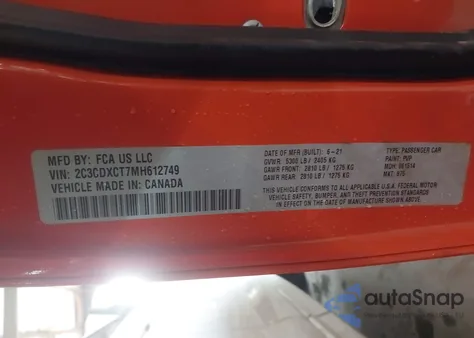 MFD BY: FCA US LLC
VIN: 2C3CDXCT7MH612749
VEHICLE MADE IN: CANADA
DATE OF MFR (BUILT): 6-21
GVWR: 5300 LB / 2405 KG
GAWR FRONT: 2810 LB / 1275 KG
GAWR REAR: 2810 LB / 1275 KG
TYPE: PASSENGER CAR
PAINT: PVP
MDH: 061514
THIS VEHICLE CONFORMS TO ALL APPLICABLE U.S.A. FEDERAL MOTOR
VEHICLE SAFETY, BUMPER, AND THEFT PREVENTION STANDARDS
IN EFFECT ON THE DATE OF MANUFACTURE SHOWN ABOVE.
autoSnap